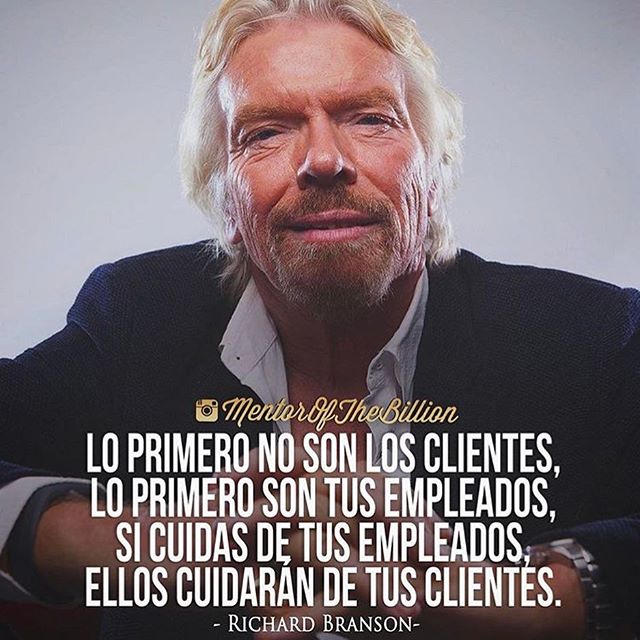 MentorOfTheBillion
LO PRIMERO NO SON LOS CLIENTES,
LO PRIMERO SON TUS EMPLEADOS,
SI CUIDAS DE TUS EMPLEADOS,
ELLOS CUIDARÁN DE TUS CLIENTES.
- RICHARD BRANSON-